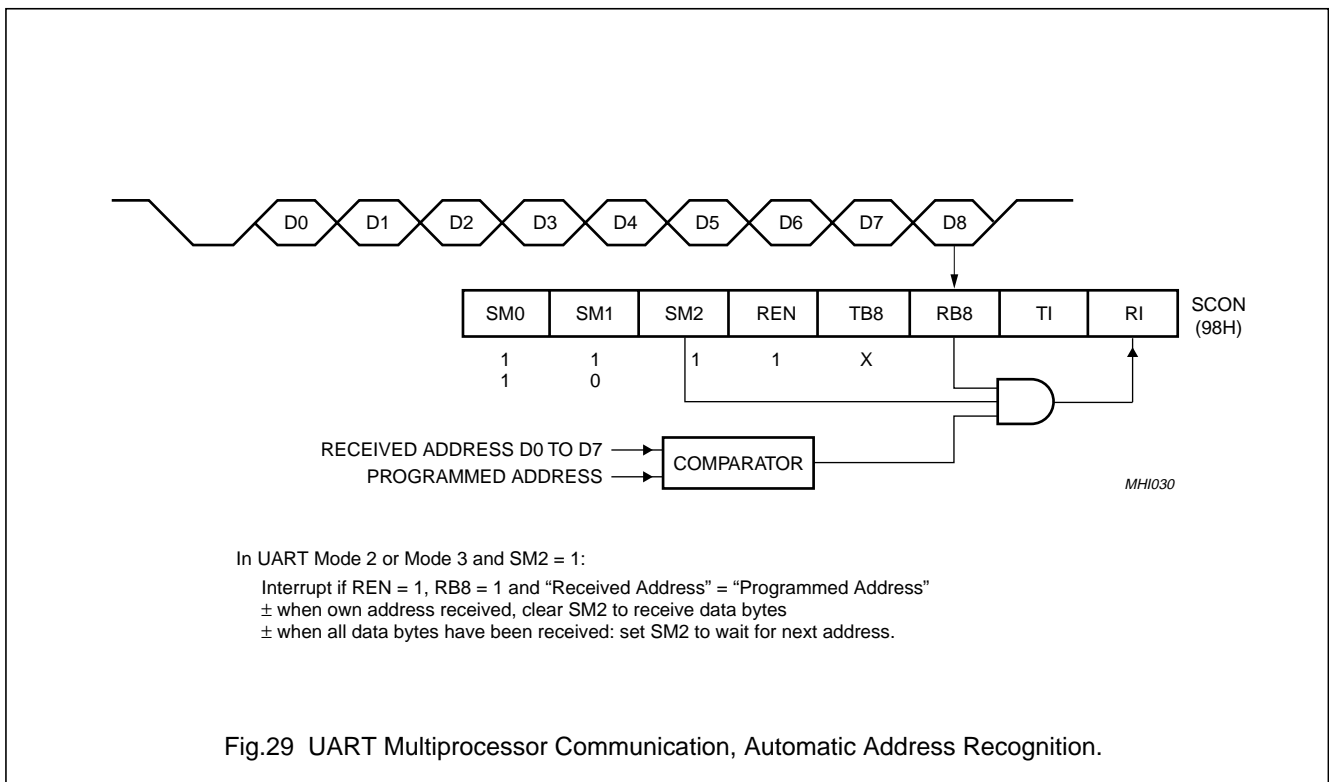 D0 D1 D2 D3 D4 D5 D6 D7 D8
SM0 SM1 SM2 REN TB8 RB8 TI RI
SCON
(98H)
1 1 1 1 X
1 0
RECEIVED ADDRESS D0 TO D7
PROGRAMMED ADDRESS
COMPARATOR
MHI030
In UART Mode 2 or Mode 3 and SM2 = 1:
Interrupt if REN = 1, RB8 = 1 and “Received Address” = “Programmed Address”
± when own address received, clear SM2 to receive data bytes
± when all data bytes have been received: set SM2 to wait for next address.
Fig.29 UART Multiprocessor Communication, Automatic Address Recognition.